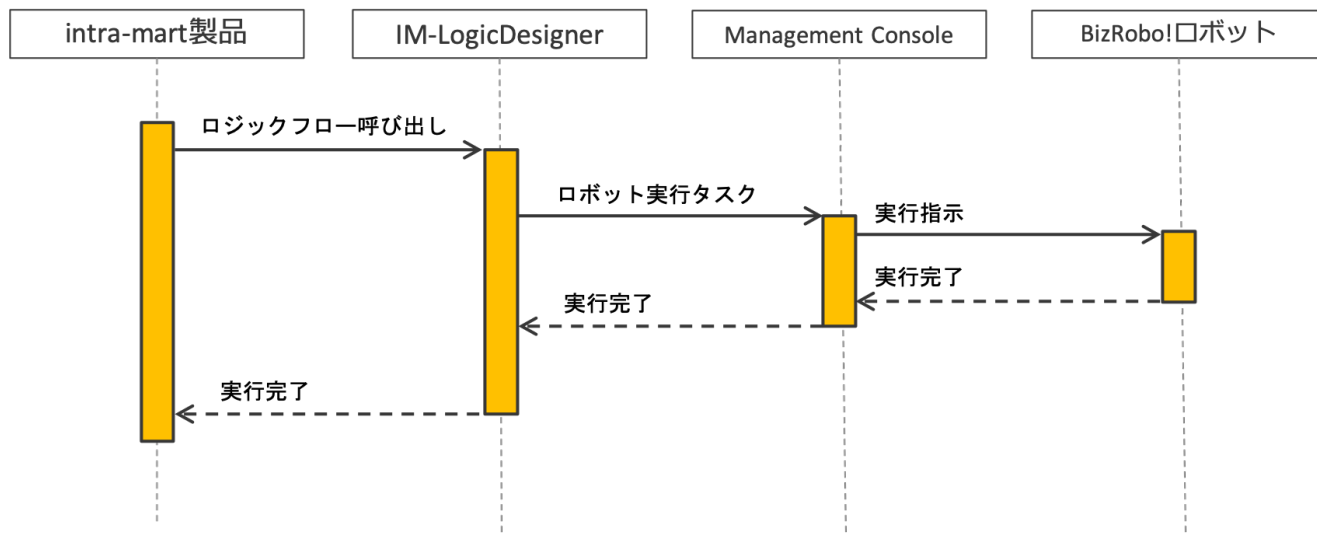 intra-mart製品
IM-LogicDesigner
Management Console
BizRobo!ロボット
ロジックフロー呼び出し
ロボット実行タスク
実行指示
実行完了
実行完了
実行完了